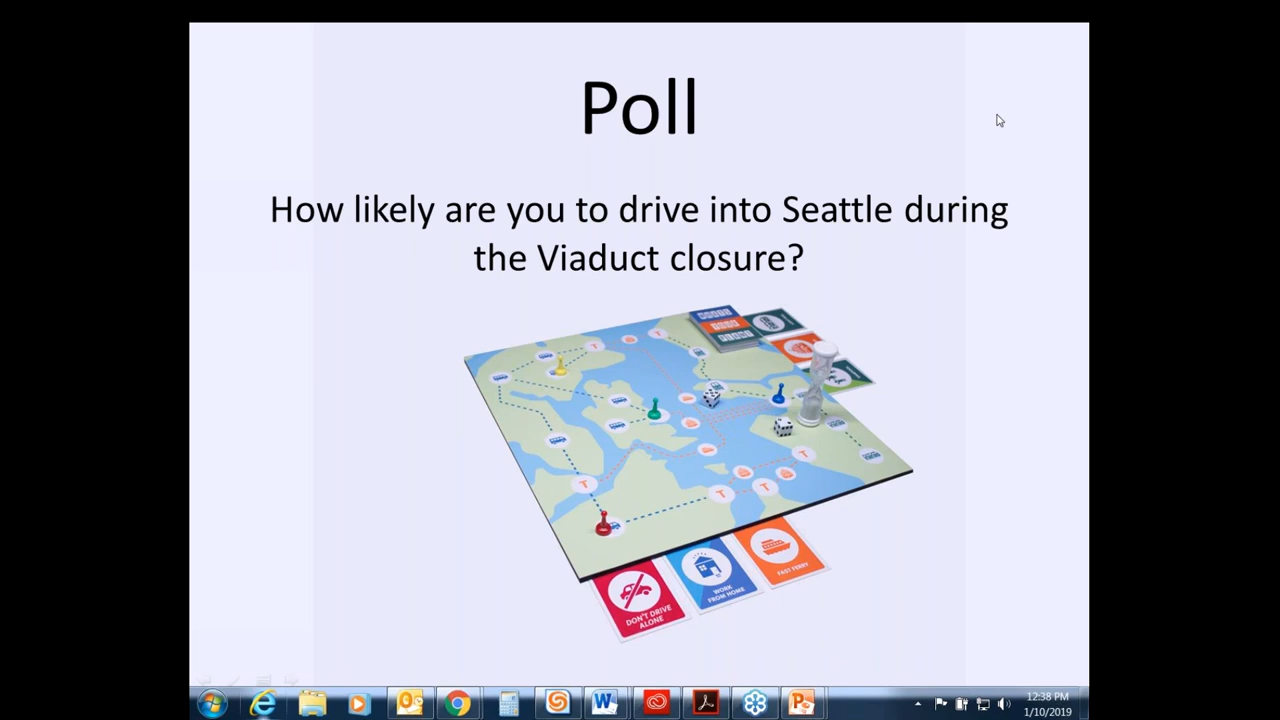 Poll
How likely are you to drive into Seattle during
the Viaduct closure?
DON'T DRIVE
ALONE
WORK
FROM HOME
FAST FERRY
12:38 PM
1/10/2019